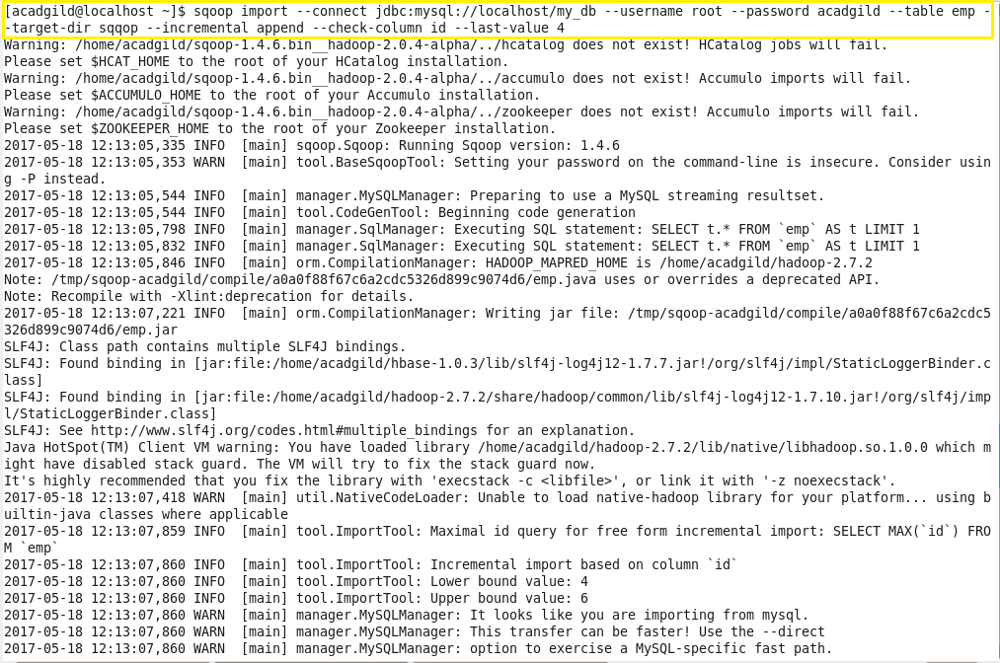 [acadgild@localhost ~]$ sqoop import --connect jdbc:mysql://localhost/my_db --username root --password acadgild --table emp -
-target-dir sqqop --incremental append --check-column id --last-value 4
Warning: /home/acadgild/sqoop-1.4.6.bin__hadoop-2.0.4-alpha/../hcatalog does not exist! HCatalog jobs will fail.
Please set $HCAT_HOME to the root of your HCatalog installation.
Warning: /home/acadgild/sqoop-1.4.6.bin__hadoop-2.0.4-alpha/../accumulo does not exist! Accumulo imports will fail.
Please set $ACCUMULO_HOME to the root of your Accumulo installation.
Warning: /home/acadgild/sqoop-1.4.6.bin__hadoop-2.0.4-alpha/../zookeeper does not exist! Accumulo imports will fail.
Please set $ZOOKEEPER_HOME to the root of your Zookeeper installation.
2017-05-18 12:13:05,335 INFO  [main] sqoop.Sqoop: Running Sqoop version: 1.4.6
2017-05-18 12:13:05,353 WARN  [main] tool.BaseSqoopTool: Setting your password on the command-line is insecure. Consider usin
g -P instead.
2017-05-18 12:13:05,544 INFO  [main] manager.MySQLManager: Preparing to use a MySQL streaming resultset.
2017-05-18 12:13:05,544 INFO  [main] tool.CodeGenTool: Beginning code generation
2017-05-18 12:13:05,798 INFO  [main] manager.SqlManager: Executing SQL statement: SELECT t.* FROM `emp` AS t LIMIT 1
2017-05-18 12:13:05,832 INFO  [main] manager.SqlManager: Executing SQL statement: SELECT t.* FROM `emp` AS t LIMIT 1
2017-05-18 12:13:05,846 INFO  [main] orm.CompilationManager: HADOOP_MAPRED_HOME is /home/acadgild/hadoop-2.7.2
Note: /tmp/sqoop-acadgild/compile/a0a0f88f67c6a2cdc5326d899c9074d6/emp.java uses or overrides a deprecated API.
Note: Recompile with -Xlint:deprecation for details.
2017-05-18 12:13:07,221 INFO  [main] orm.CompilationManager: Writing jar file: /tmp/sqoop-acadgild/compile/a0a0f88f67c6a2cdc5
326d899c9074d6/emp.jar
SLF4J: Class path contains multiple SLF4J bindings.
SLF4J: Found binding in [jar:file:/home/acadgild/hbase-1.0.3/lib/slf4j-log4j12-1.7.7.jar!/org/slf4j/impl/StaticLoggerBinder.c
lass]
SLF4J: Found binding in [jar:file:/home/acadgild/hadoop-2.7.2/share/hadoop/common/lib/slf4j-log4j12-1.7.10.jar!/org/slf4j/imp
l/StaticLoggerBinder.class]
SLF4J: See http://www.slf4j.org/codes.html#multiple_bindings for an explanation.
Java HotSpot(TM) Client VM warning: You have loaded library /home/acadgild/hadoop-2.7.2/lib/native/libhadoop.so.1.0.0 which m
ight have disabled stack guard. The VM will try to fix the stack guard now.
It's highly recommended that you fix the library with 'execstack -c <libfile>', or link it with '-z noexecstack'.
2017-05-18 12:13:07,418 WARN  [main] util.NativeCodeLoader: Unable to load native-hadoop library for your platform... using b
uiltin-java classes where applicable
2017-05-18 12:13:07,859 INFO  [main] tool.ImportTool: Maximal id query for free form incremental import: SELECT MAX(`id`) FRO
M `emp`
2017-05-18 12:13:07,860 INFO  [main] tool.ImportTool: Incremental import based on column `id`
2017-05-18 12:13:07,860 INFO  [main] tool.ImportTool: Lower bound value: 4
2017-05-18 12:13:07,860 INFO  [main] tool.ImportTool: Upper bound value: 6
2017-05-18 12:13:07,860 WARN  [main] manager.MySQLManager: It looks like you are importing from mysql.
2017-05-18 12:13:07,860 WARN  [main] manager.MySQLManager: This transfer can be faster! Use the --direct
2017-05-18 12:13:07,860 WARN  [main] manager.MySQLManager: option to exercise a MySQL-specific fast path.